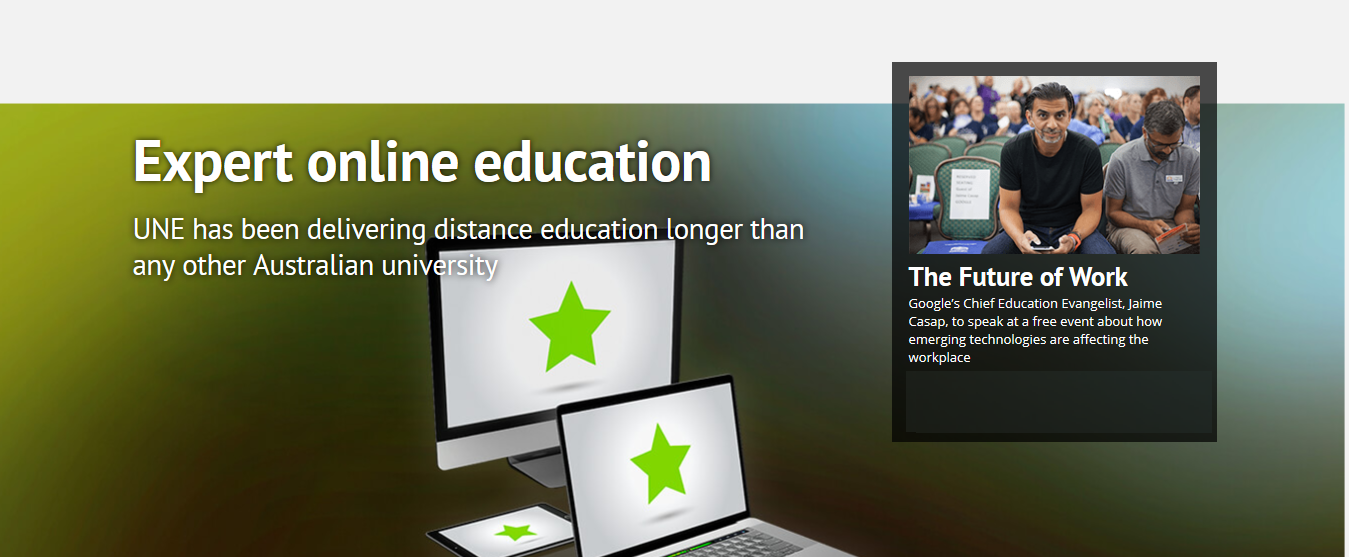 Expert online education
UNE has been delivering distance education longer than
any other Australian university
The Future of Work
Google's Chief Education Evangelist, Jaime
Casap, to speak at a free event about how
emerging technologies are affecting the
workplace